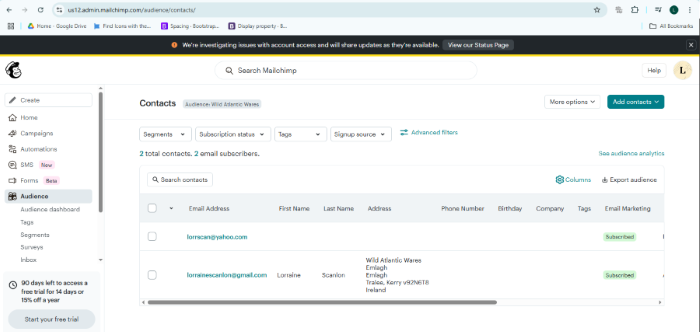 us12.admin.mailchimp.com/audience/contacts/
Home - Google Drive
Find Icons with the...
Spacing · Bootstrap...
Display property · B...
All Bookmarks
We're investigating issues with account access and will share updates as they're available.
View our Status Page
Search Mailchimp
Help
L
Create
Home
Campaigns
Automations
SMS New
Forms Beta
Audience
Audience dashboard
Tags
Segments
Surveys
Inbox
90 days left to access a
free trial for 14 days or
15% off a year
Start your free trial
Contacts
Audience: Wild Atlantic Wares
More options
Add contacts
Segments
Subscription status
Tags
Signup source
Advanced filters
2 total contacts. 2 email subscribers.
See audience analytics
Search contacts
Columns
Export audience
Email Address First Name Last Name Address Phone Number Birthday Company Tags Email Marketing
lorrscan@yahoo.com Subscribed
lorrainescanlon@gmail.com Lorraine Scanlon
Wild Atlantic Wares
Emlagh
Emlagh
Tralee, Kerry v92N6T8
Ireland
Subscribed